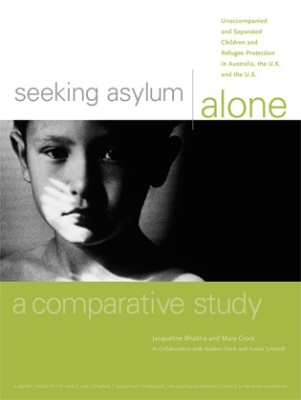 Unaccompanied
and Separated
Children and
Refugee Protection
in Australia, the U.K.
and the U.S.
seeking asylum
alone
a comparative study
Jacqueline Bhabha and Mary Crock
In Collaboration with Nadine Finch and Susan Schmidt